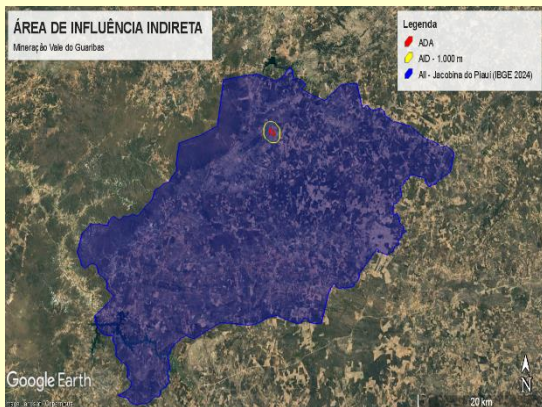 ÁREA DE INFLUÊNCIA INDIRETA
Mineração Vale do Guaribas
Legenda
ADA
AID - 1.000 m
AII - Jacobina do Piauí (IBGE 2024)
Google Earth
N
20 km